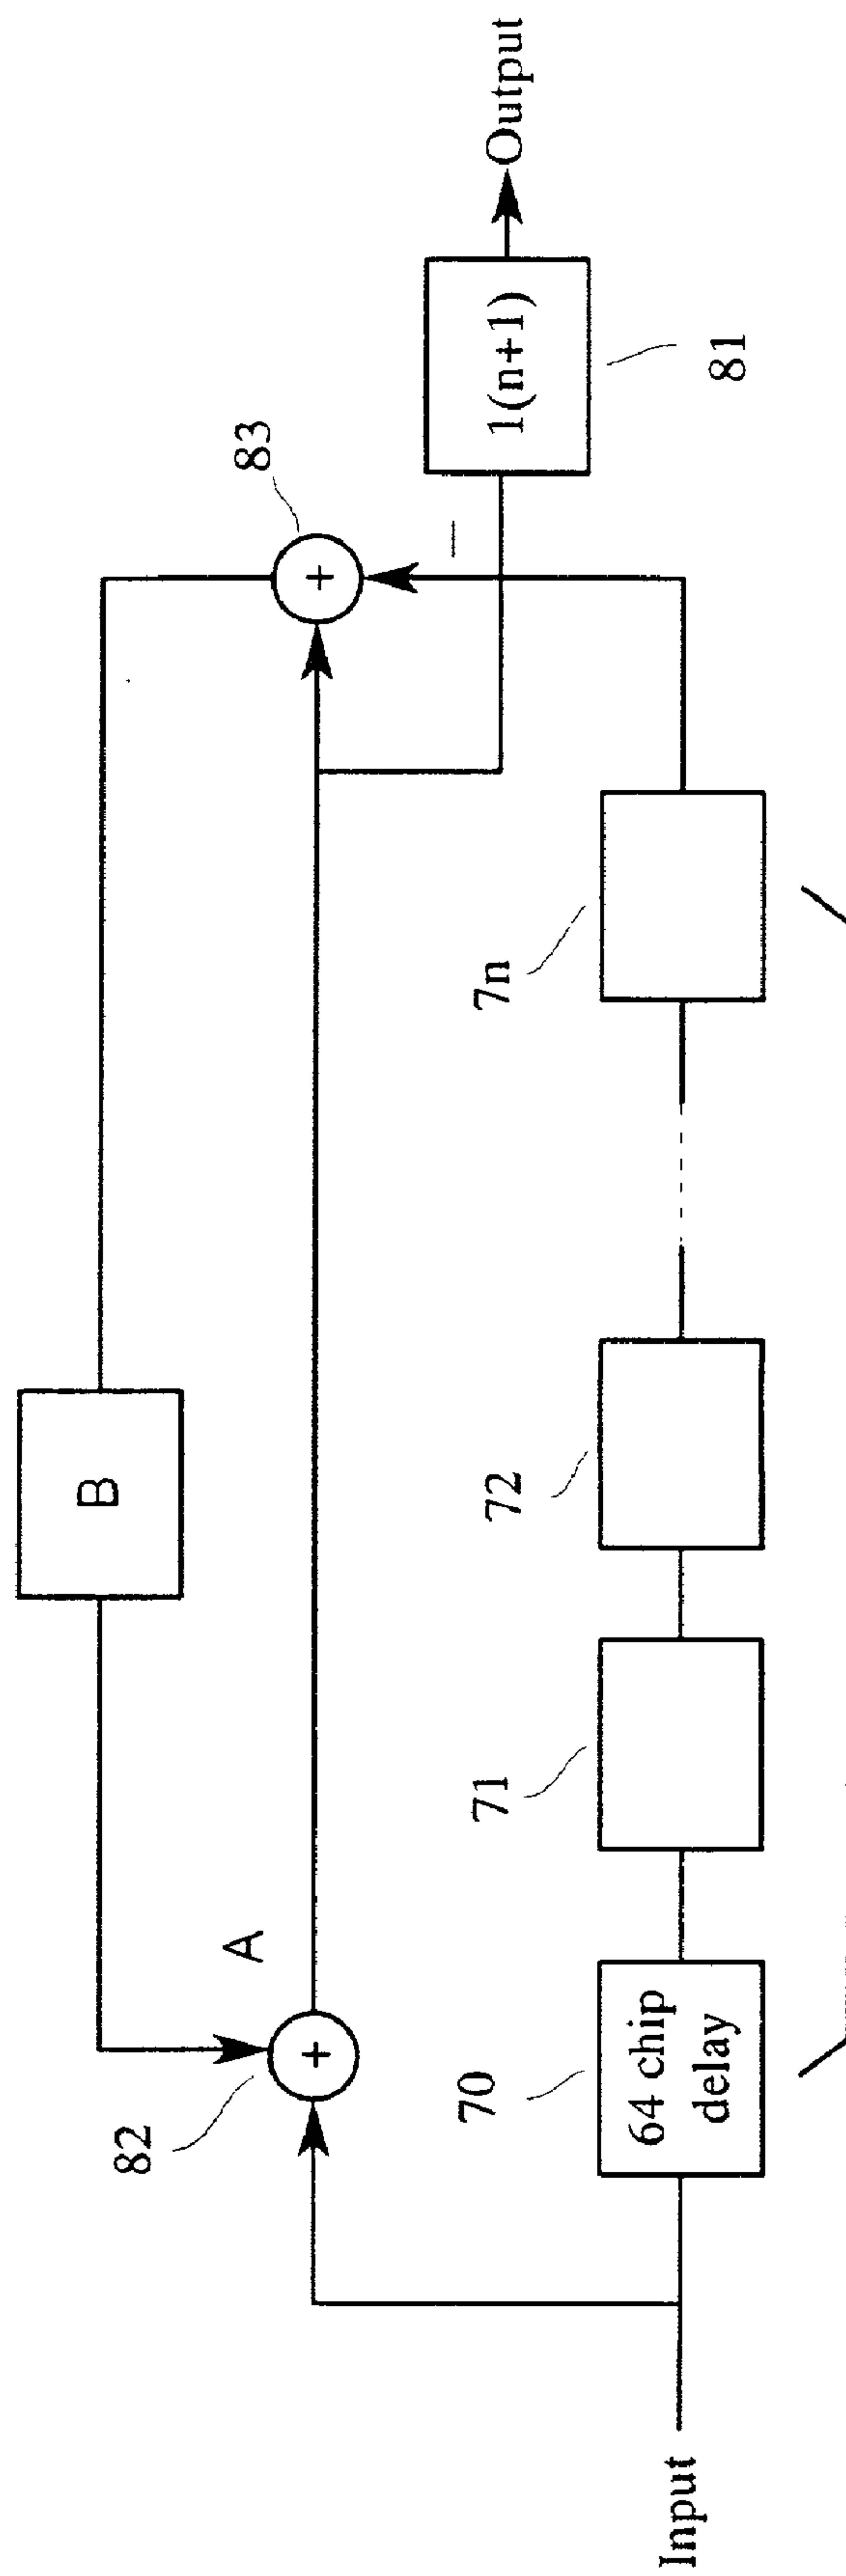 B
A
82
+
83
+
−
1(n+1)
81
Output
Input
70
64 chip
delay
71
72
7n